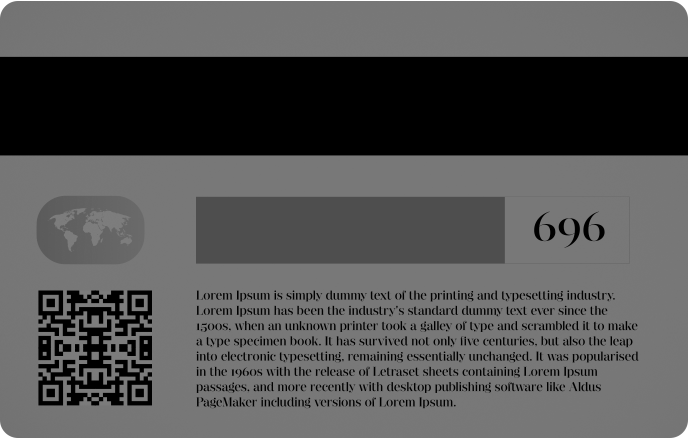 696
Lorem Ipsum is simply dummy text of the printing and typesetting industry.
Lorem Ipsum has been the industry's standard dummy text ever since the
1500s, when an unknown printer took a galley of type and scrambled it to make
a type specimen book. It has survived not only five centuries, but also the leap
into electronic typesetting, remaining essentially unchanged. It was popularised
in the 1960s with the release of Letraset sheets containing Lorem Ipsum
passages, and more recently with desktop publishing software like Aldus
PageMaker including versions of Lorem Ipsum.